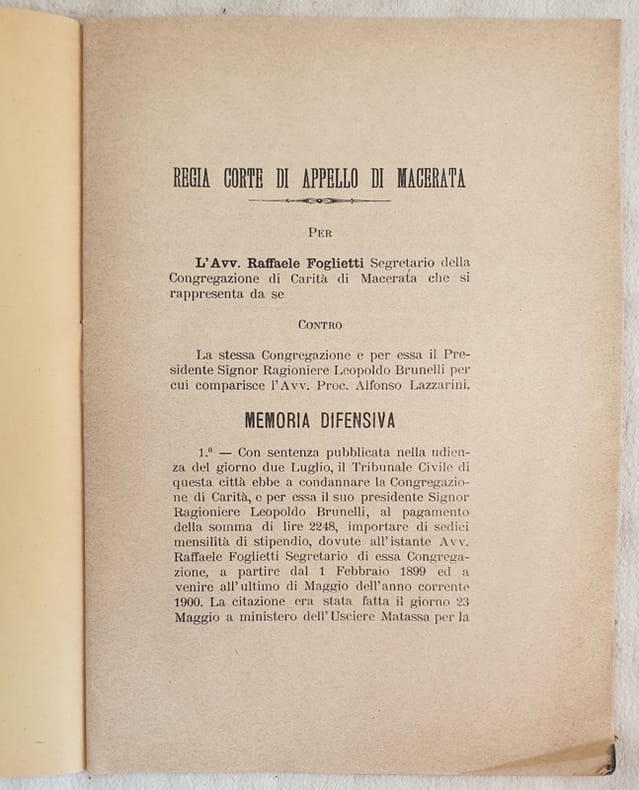 REGIA CORTE DI APPELLO DI MACERATA
PER
L'Avv. Raffaele Foglietti Segretario della
Congregazione di Carità di Macerata che si
rappresenta da se
CONTRO
La stessa Congregazione e per essa il Pre-
sidente Signor Ragioniere Leopoldo Brunelli per
cui comparisce l'Avv. Proc. Alfonso Lazzarini.
MEMORIA DIFENSIVA
1.º — Con sentenza pubblicata nella udien-
za del giorno due Luglio, il Tribunale Civile di
questa città ebbe a condannare la Congregazio-
ne di Carità, e per essa il suo presidente Signor
Ragioniere Leopoldo Brunelli, al pagamento
della somma di lire 2248, importare di sedici
mensilità di stipendio, dovute all'istante Avv.
Raffaele Foglietti Segretario di essa Congrega-
zione, a partire dal 1 Febbraio 1899 ed a
venire all'ultimo di Maggio dell'anno corrente
1900. La citazione era stata fatta il giorno 23
Maggio a ministero dell'Usciere Matassa per la